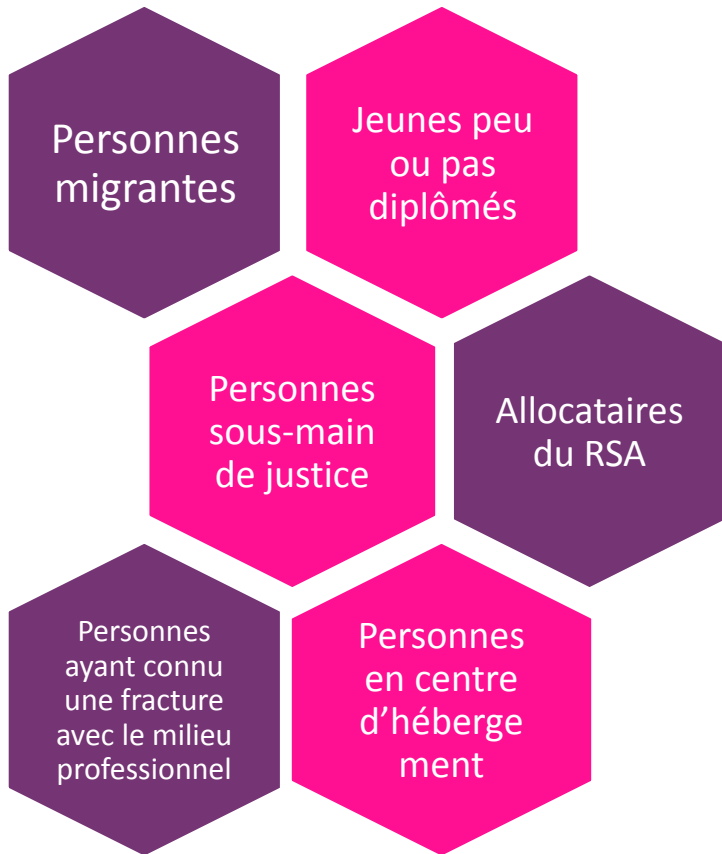 Personnes
migrantes
Jeunes peu
ou pas
diplômés
Personnes
sous-main
de justice
Allocataires
du RSA
Personnes
ayant connu
une fracture
avec le milieu
professionnel
Personnes
en centre
d’héberge
ment